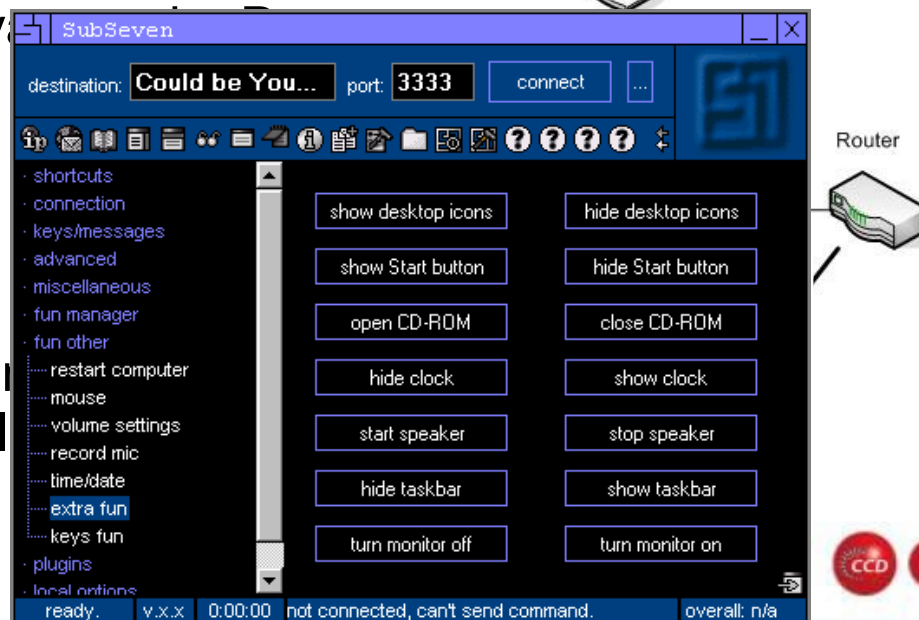 SubSeven
destination: Could be You... port: 3333 connect ...
ip
· shortcuts
· connection
· keys/messages
· advanced
· miscellaneous
· fun manager
· fun other
restart computer
mouse
volume settings
record mic
time/date
extra fun
keys fun
· plugins
· local options
show desktop icons hide desktop icons
show Start button hide Start button
open CD-ROM close CD-ROM
hide clock show clock
start speaker stop speaker
hide taskbar show taskbar
turn monitor off turn monitor on
ready. v.x.x 0:00:00 not connected, can't send command. overall: n/a
Router
CCD